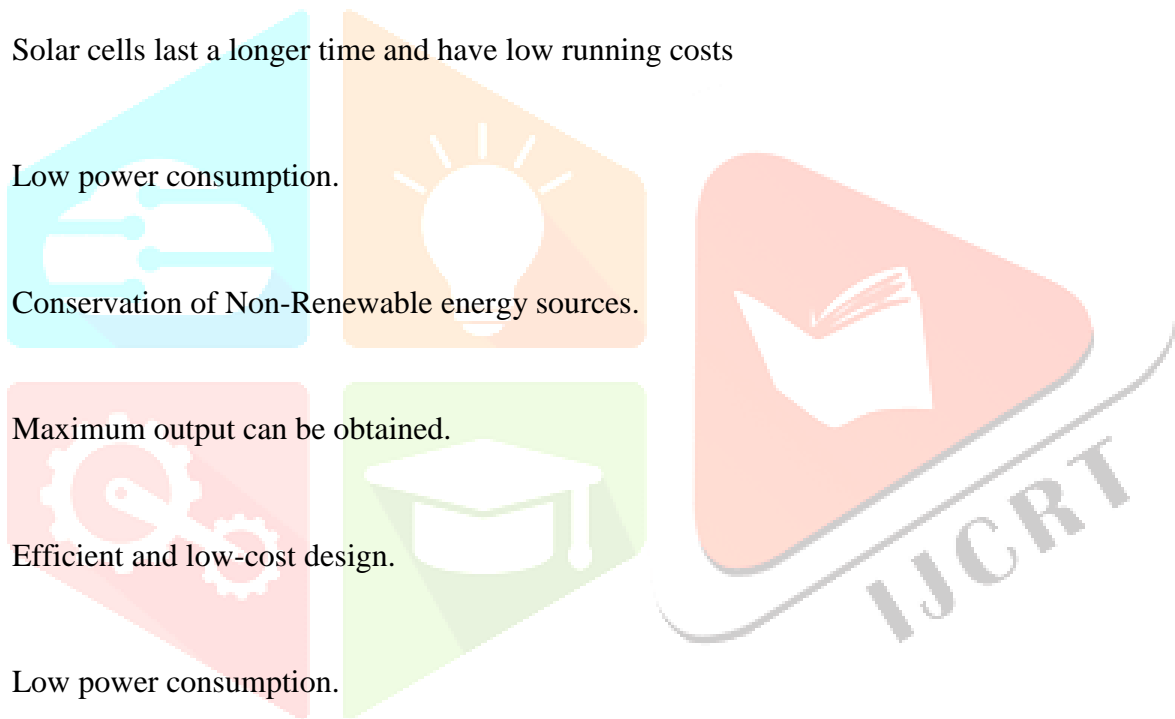 Solar cells last a longer time and have low running costs
Low power consumption.
Conservation of Non-Renewable energy sources.
Maximum output can be obtained.
Efficient and low-cost design.
IJCRT
Low power consumption.